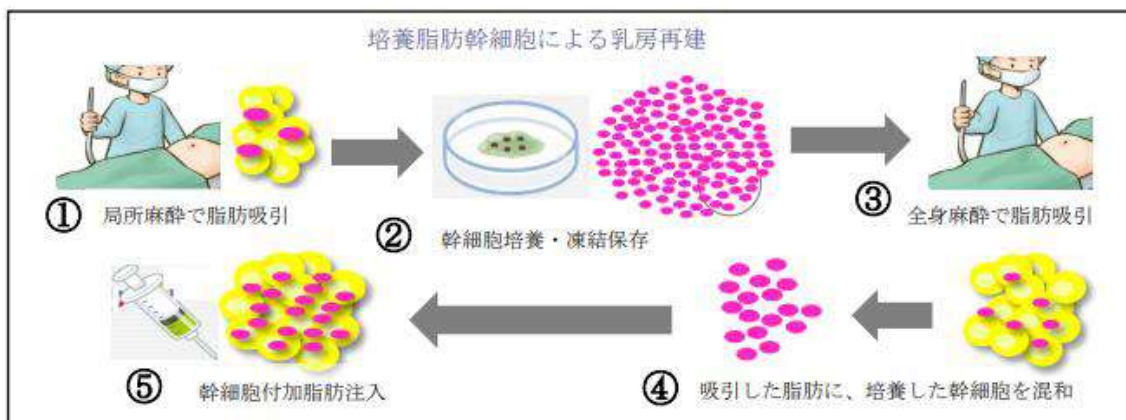 培養脂肪幹細胞による乳房再建
① 局所麻酔で脂肪吸引
② 幹細胞培養・凍結保存
③ 全身麻酔で脂肪吸引
④ 吸引した脂肪に、培養した幹細胞を混和
⑤ 幹細胞付加脂肪注入